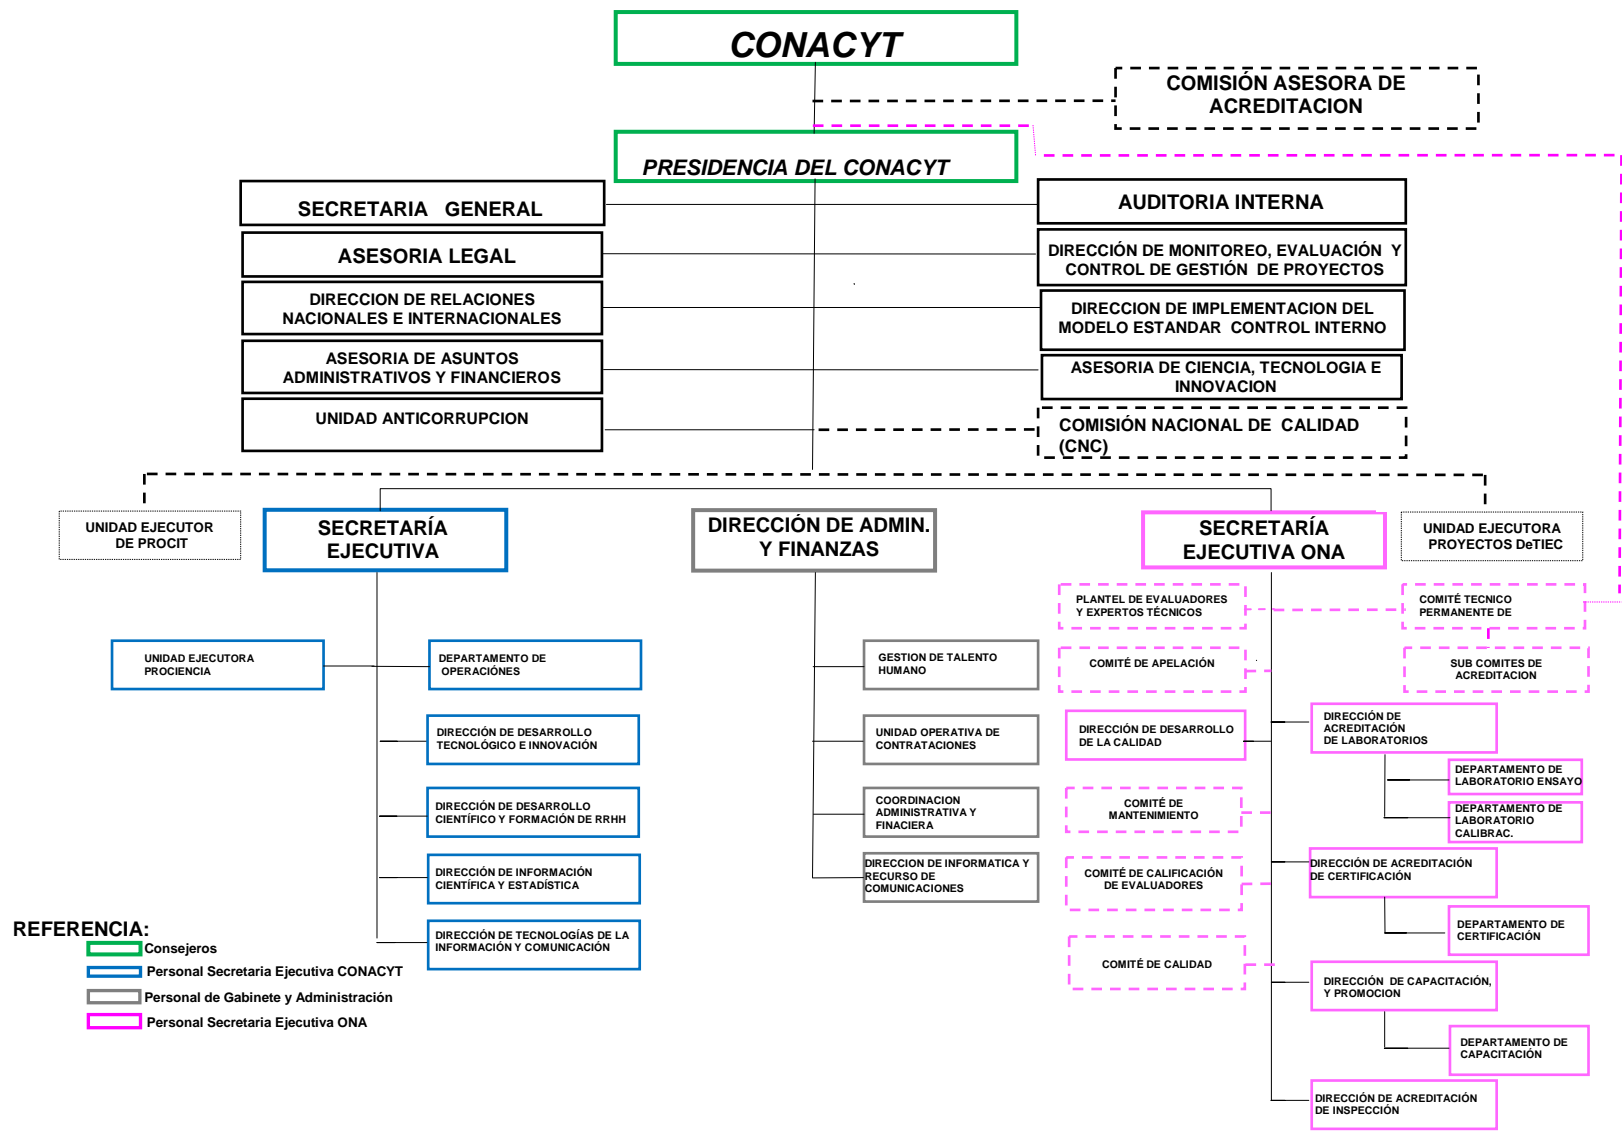 CONACYT
COMISIÓN ASESORA DE
ACREDITACION
PRESIDENCIA DEL CONACYT
SECRETARIA GENERAL
AUDITORIA INTERNA
ASESORIA LEGAL
DIRECCIÓN DE MONITOREO, EVALUACIÓN Y
CONTROL DE GESTIÓN DE PROYECTOS
DIRECCION DE RELACIONES
NACIONALES E INTERNACIONALES
DIRECCION DE IMPLEMENTACION DEL
MODELO ESTANDAR CONTROL INTERNO
ASESORIA DE ASUNTOS
ADMINISTRATIVOS Y FINANCIEROS
ASESORIA DE CIENCIA, TECNOLOGIA E
INNOVACION
UNIDAD ANTICORRUPCION
COMISIÓN NACIONAL DE CALIDAD
(CNC)
UNIDAD EJECUTOR
DE PROCIT
SECRETARÍA
EJECUTIVA
DIRECCIÓN DE ADMIN.
Y FINANZAS
SECRETARÍA
EJECUTIVA ONA
UNIDAD EJECUTORA
PROYECTOS DeTIEC
UNIDAD EJECUTORA
PROCIENCIA
DEPARTAMENTO DE
OPERACIÓNES
DIRECCIÓN DE DESARROLLO
TECNOLÓGICO E INNOVACIÓN
DIRECCIÓN DE DESARROLLO
CIENTÍFICO Y FORMACIÓN DE RRHH
DIRECCIÓN DE INFORMACIÓN
CIENTÍFICA Y ESTADÍSTICA
DIRECCIÓN DE TECNOLOGÍAS DE LA
INFORMACIÓN Y COMUNICACIÓN
GESTION DE TALENTO
HUMANO
UNIDAD OPERATIVA DE
CONTRATACIONES
COORDINACION
ADMINISTRATIVA Y
FINACIERA
DIRECCION DE INFORMATICA Y
RECURSO DE
COMUNICACIONES
PLANTEL DE EVALUADORES
Y EXPERTOS TÉCNICOS
COMITÉ TECNICO
PERMANENTE DE
COMITÉ DE APELACIÓN
SUB COMITES DE
ACREDITACION
DIRECCIÓN DE DESARROLLO
DE LA CALIDAD
DIRECCIÓN DE
ACREDITACIÓN
DE LABORATORIOS
DEPARTAMENTO DE
LABORATORIO ENSAYO
COMITÉ DE
MANTENIMIENTO
DEPARTAMENTO DE
LABORATORIO
CALIBRAC.
COMITÉ DE CALIFICACIÓN
DE EVALUADORES
DIRECCIÓN DE ACREDITACIÓN
DE CERTIFICACIÓN
DEPARTAMENTO DE
CERTIFICACIÓN
COMITÉ DE CALIDAD
DIRECCIÓN DE CAPACITACIÓN,
Y PROMOCION
DEPARTAMENTO DE
CAPACITACIÓN
DIRECCIÓN DE ACREDITACIÓN
DE INSPECCIÓN
REFERENCIA:
Consejeros
Personal Secretaria Ejecutiva CONACYT
Personal de Gabinete y Administración
Personal Secretaria Ejecutiva ONA